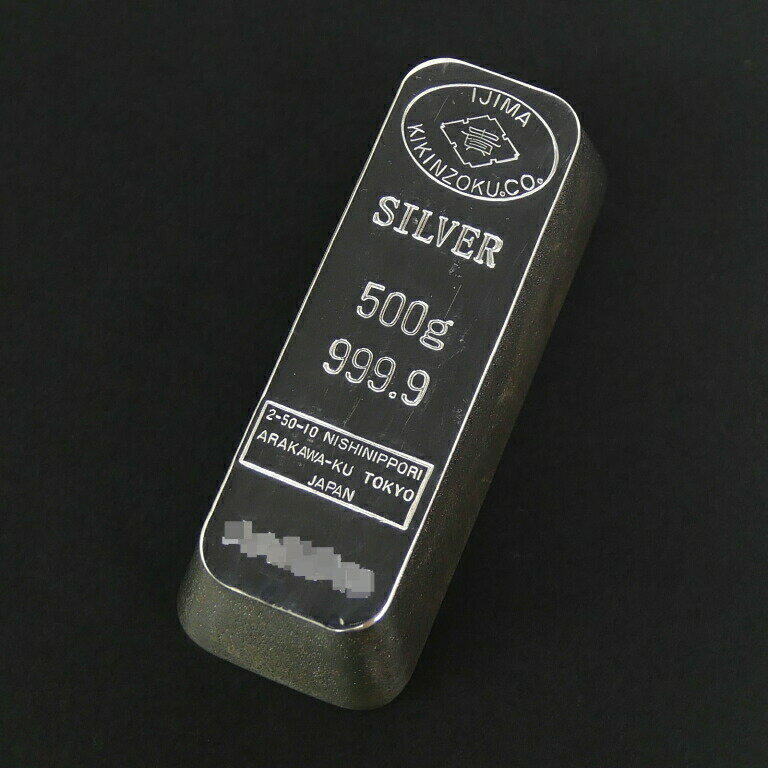 IJIMA
KIKINZOKU.CO.
SILVER
500g
999.9
2-50-10 NISHINIPPORI
ARAKAWA-KU TOKYO
JAPAN